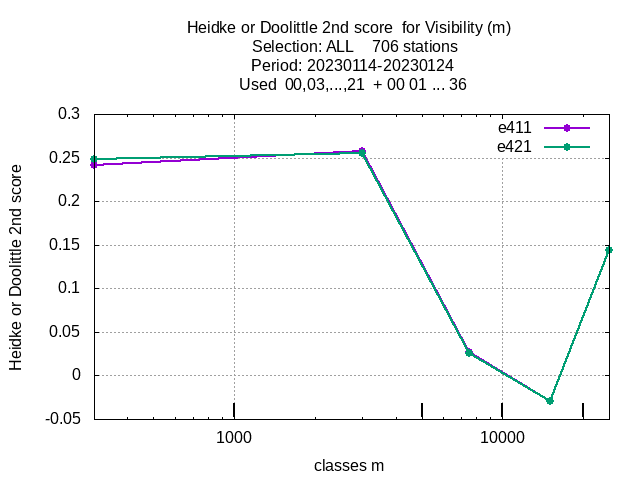 Heidke or Doolittle 2nd score  for Visibility (m)
Selection: ALL    706 stations
Period: 20230114-20230124
Used  00,03,...,21  + 00 01 ... 36
0.3
0.25
0.2
0.15
0.1
0.05
0
-0.05
Heidke or Doolittle 2nd score
e411
e421
1000
10000
classes m